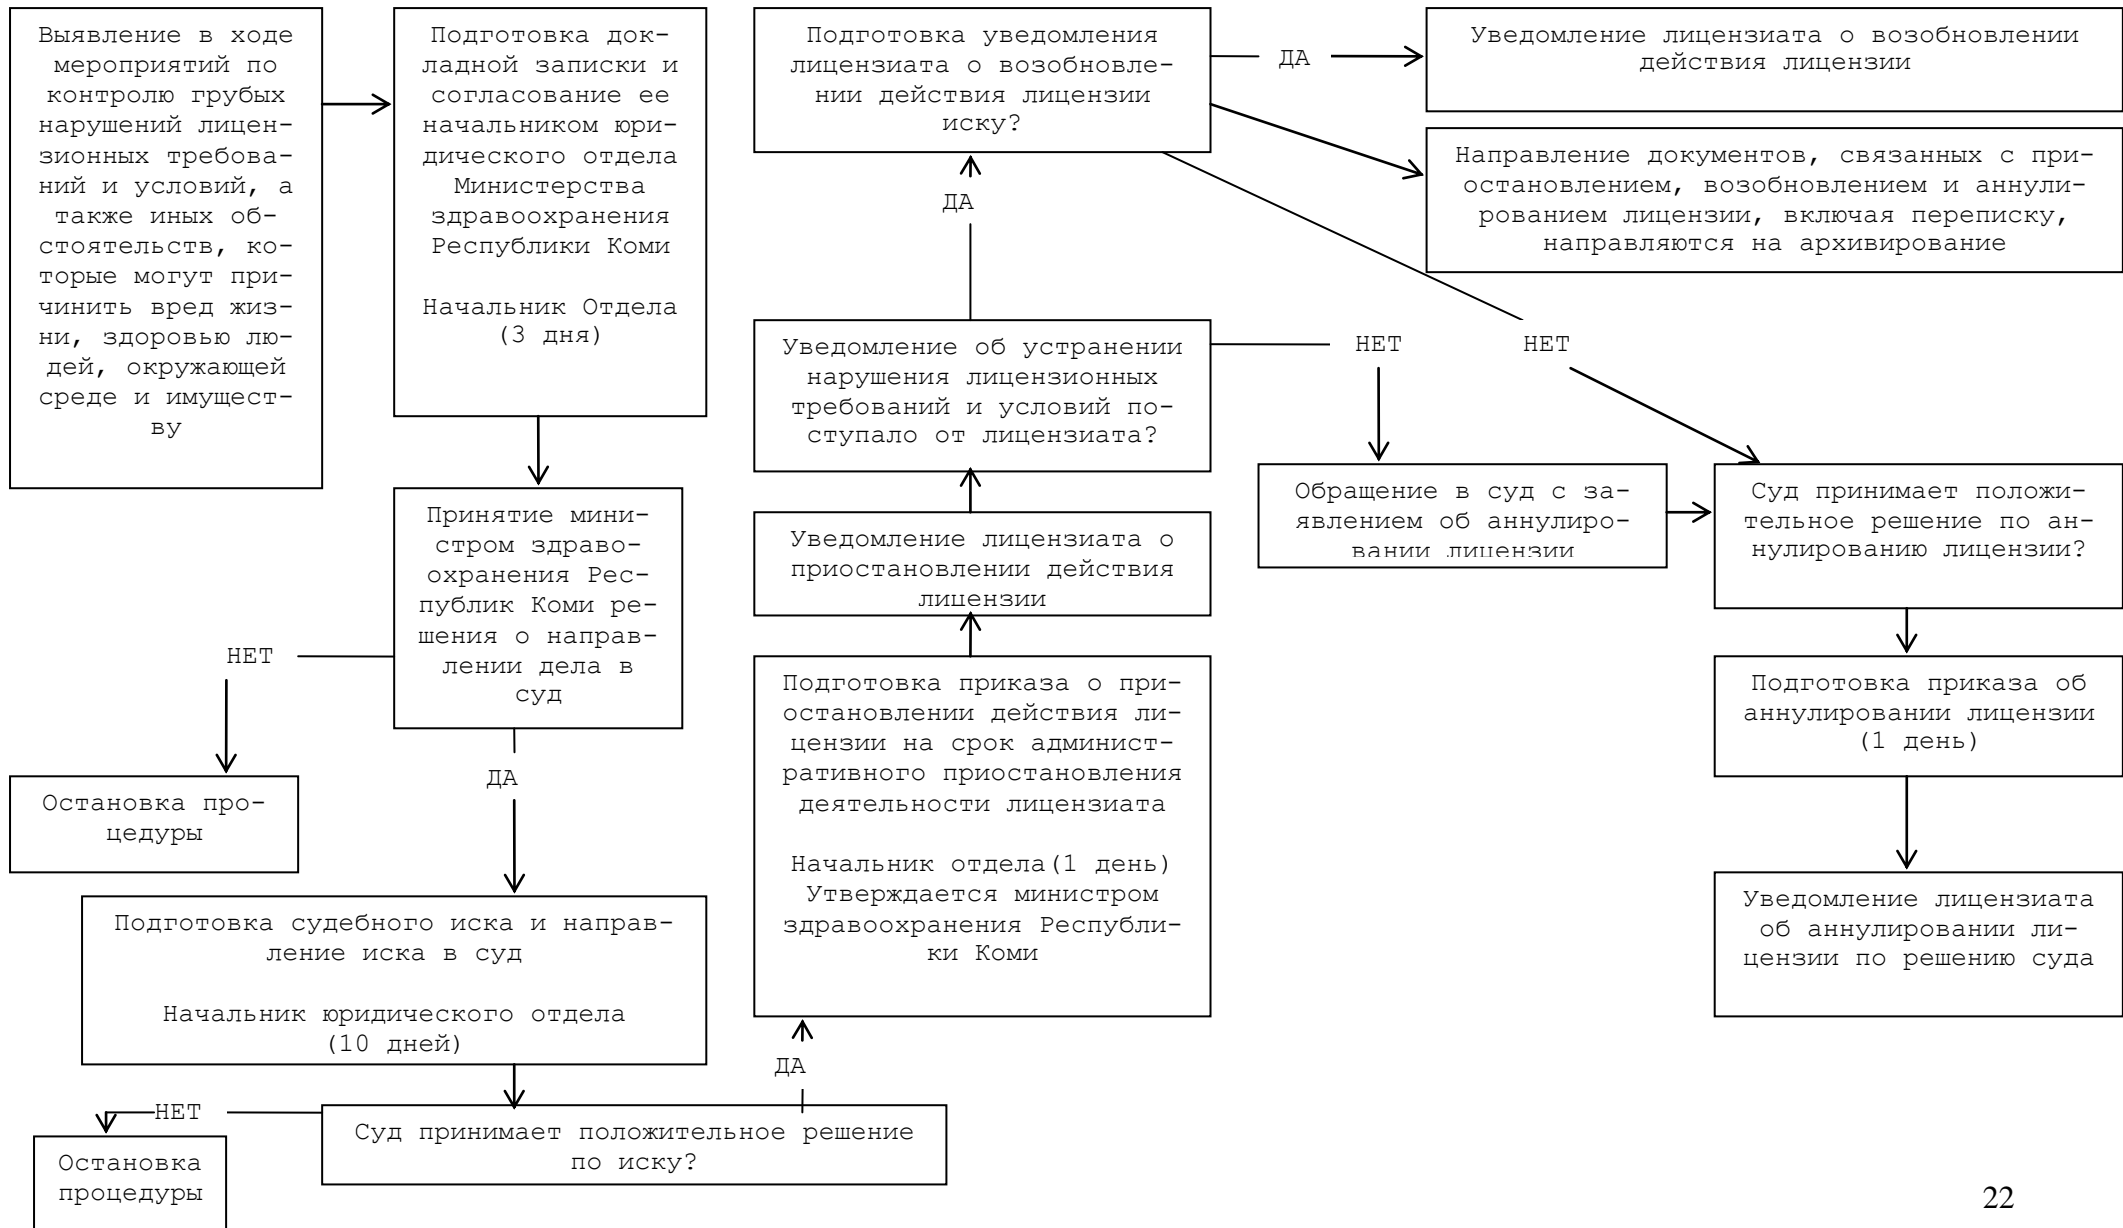 Выявление в ходе
мероприятий по
контролю грубых
нарушений лицен-
зионных требова-
ний и условий, а
также иных об-
стоятельств, ко-
торые могут при-
чинить вред жиз-
ни, здоровью лю-
дей, окружающей
среде и имущест-
ву
Подготовка док-
ладной записки и
согласование ее
начальником юри-
дического отдела
Министерства
здравоохранения
Республики Коми
Начальник Отдела
(3 дня)
Принятие мини-
стром здраво-
охранения Рес-
публик Коми ре-
шения о направ-
лении дела в
суд
НЕТ
Остановка про-
цедуры
ДА
Подготовка судебного иска и направ-
ление иска в суд
Начальник юридического отдела
(10 дней)
НЕТ
Остановка
процедуры
Суд принимает положительное решение
по иску?
ДА
Подготовка приказа о при-
остановлении действия ли-
цензии на срок админист-
ративного приостановления
деятельности лицензиата
Начальник отдела(1 день)
Утверждается министром
здравоохранения Республи-
ки Коми
Уведомление лицензиата о
приостановлении действия
лицензии
Уведомление об устранении
нарушения лицензионных
требований и условий по-
ступало от лицензиата?
ДА
Подготовка уведомления
лицензиата о возобновле-
нии действия лицензии
иску?
ДА
Уведомление лицензиата о возобновлении
действия лицензии
Направление документов, связанных с при-
остановлением, возобновлением и аннули-
рованием лицензии, включая переписку,
направляются на архивирование
НЕТ
НЕТ
Обращение в суд с за-
явлением об аннулиро-
вании лицензии
Суд принимает положи-
тельное решение по ан-
нулированию лицензии?
Подготовка приказа об
аннулировании лицензии
(1 день)
Уведомление лицензиата
об аннулировании ли-
цензии по решению суда
22